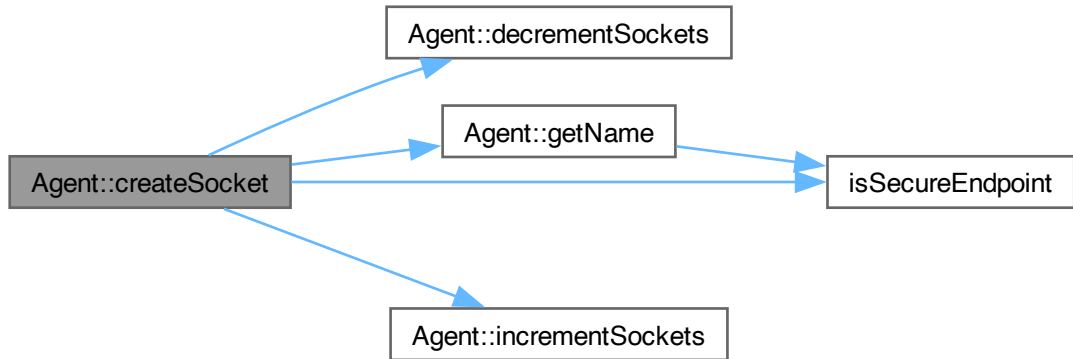 Agent::decrementSockets
Agent::getName
Agent::createSocket
isSecureEndpoint
Agent::incrementSockets